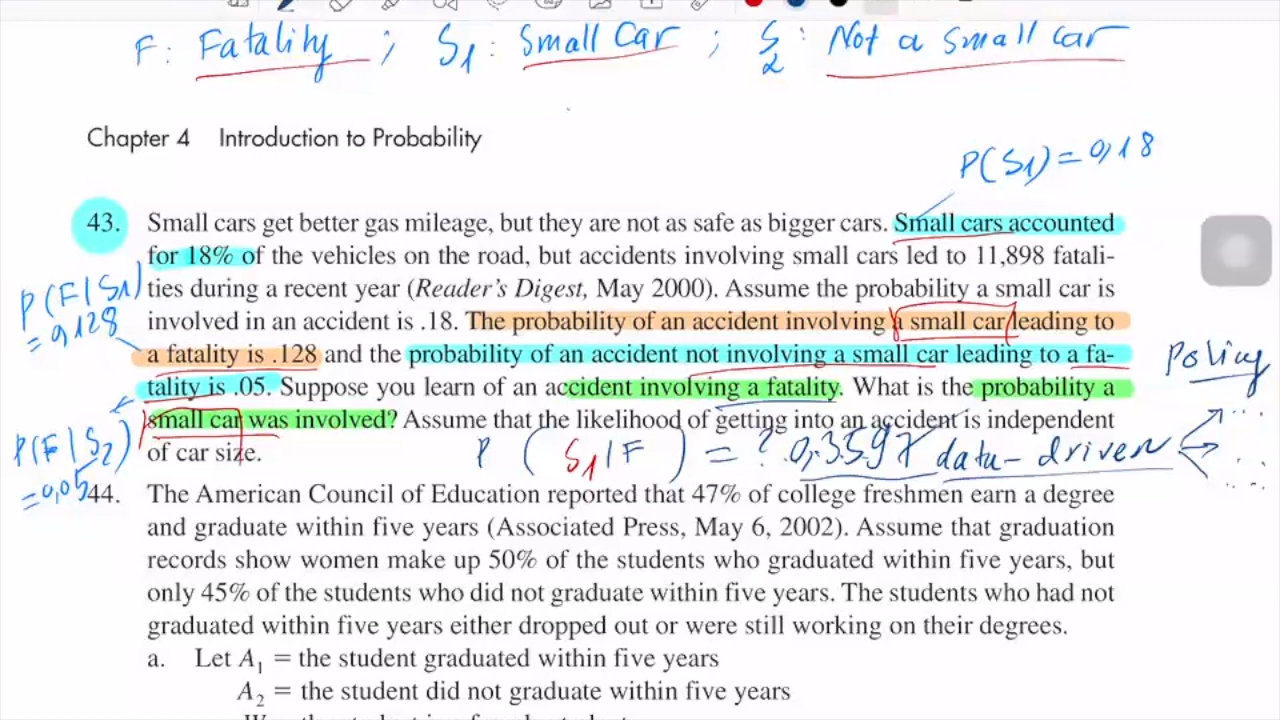 F: Fatality ; S1: Small Car ; S2: Not a small car
Chapter 4 Introduction to Probability
P(S1) = 0,18
43. Small cars get better gas mileage, but they are not as safe as bigger cars. Small cars accounted
for 18% of the vehicles on the road, but accidents involving small cars led to 11,898 fatali-
ties during a recent year (Reader's Digest, May 2000). Assume the probability a small car is
involved in an accident is .18. The probability of an accident involving a small car leading to
a fatality is .128 and the probability of an accident not involving a small car leading to a fa-
tality is .05. Suppose you learn of an accident involving a fatality. What is the probability a
small car was involved? Assume that the likelihood of getting into an accident is independent
of car size.
P(F|S1)
= 0,128
P(F|S2)
= 0,05
P (S1|F) = ? 0,3597 data-driven
Policy
44. The American Council of Education reported that 47% of college freshmen earn a degree
and graduate within five years (Associated Press, May 6, 2002). Assume that graduation
records show women make up 50% of the students who graduated within five years, but
only 45% of the students who did not graduate within five years. The students who had not
graduated within five years either dropped out or were still working on their degrees.
a. Let A1 = the student graduated within five years
A2 = the student did not graduate within five years